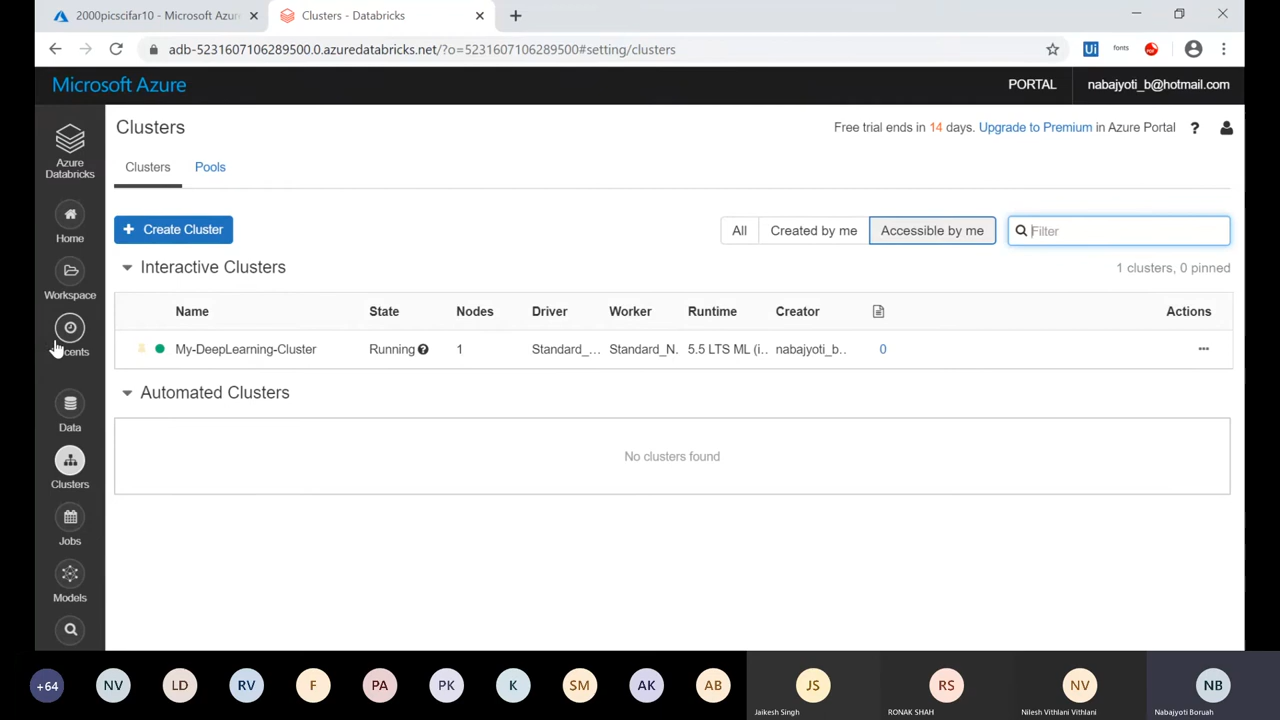 2000picscifar10 - Microsoft Azur
Clusters - Databricks
adb-5231607106289500.0.azuredatabricks.net/?o=5231607106289500#setting/clusters
Ui
fonts
Microsoft Azure
PORTAL
nabajyoti_b@hotmail.com
Azure
Databricks
Home
Workspace
cents
Data
Clusters
Jobs
Models
Clusters
Free trial ends in 14 days. Upgrade to Premium in Azure Portal
?
Clusters
Pools
+ Create Cluster
All
Created by me
Accessible by me
Filter
Interactive Clusters
1 clusters, 0 pinned
Name State Nodes Driver Worker Runtime Creator Actions
My-DeepLearning-Cluster Running 1 Standard_... Standard_N. 5.5 LTS ML (i.. nabajyoti_b.. 0 ···
Automated Clusters
No clusters found
+64 NV LD RV F PA PK K SM AK AB JS RS NV NB
Jaikesh Singh RONAK SHAH Nilesh Vithlani Vithlani Nabajyoti Boruah